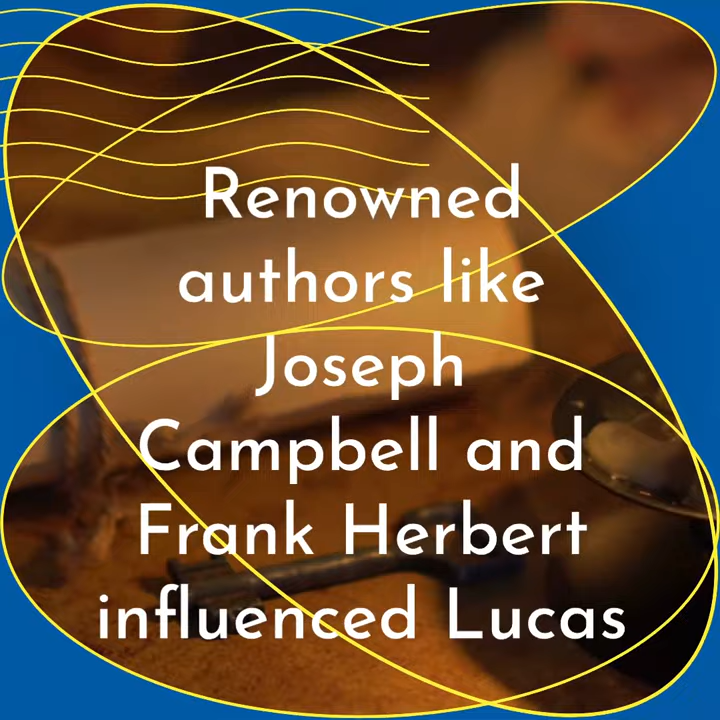 Renowned
authors like
Joseph
Campbell and
Frank Herbert
influenced Lucas